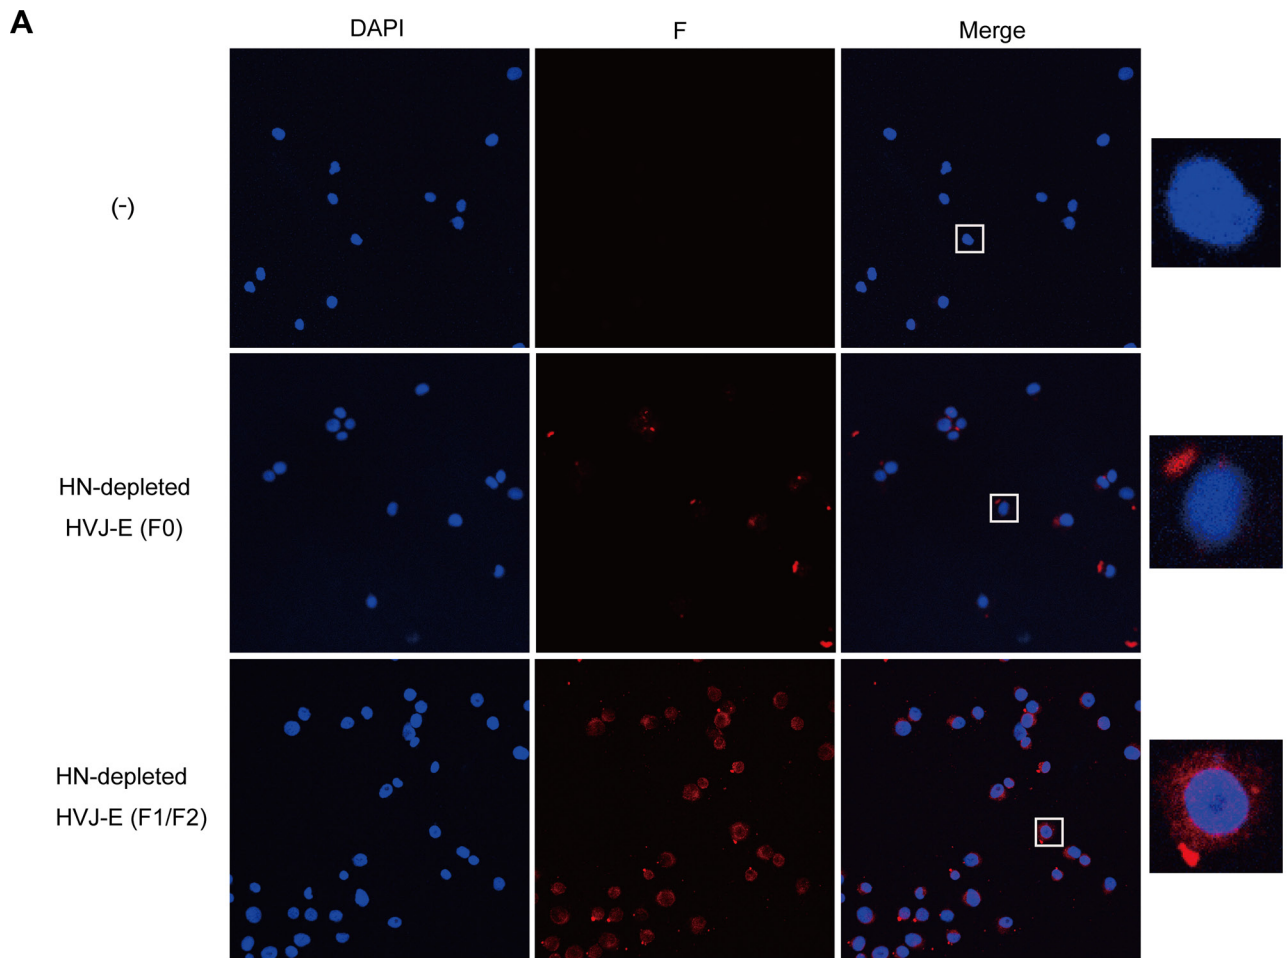 A
DAPI
F
Merge
(-)
HN-depleted
HVJ-E (F0)
HN-depleted
HVJ-E (F1/F2)